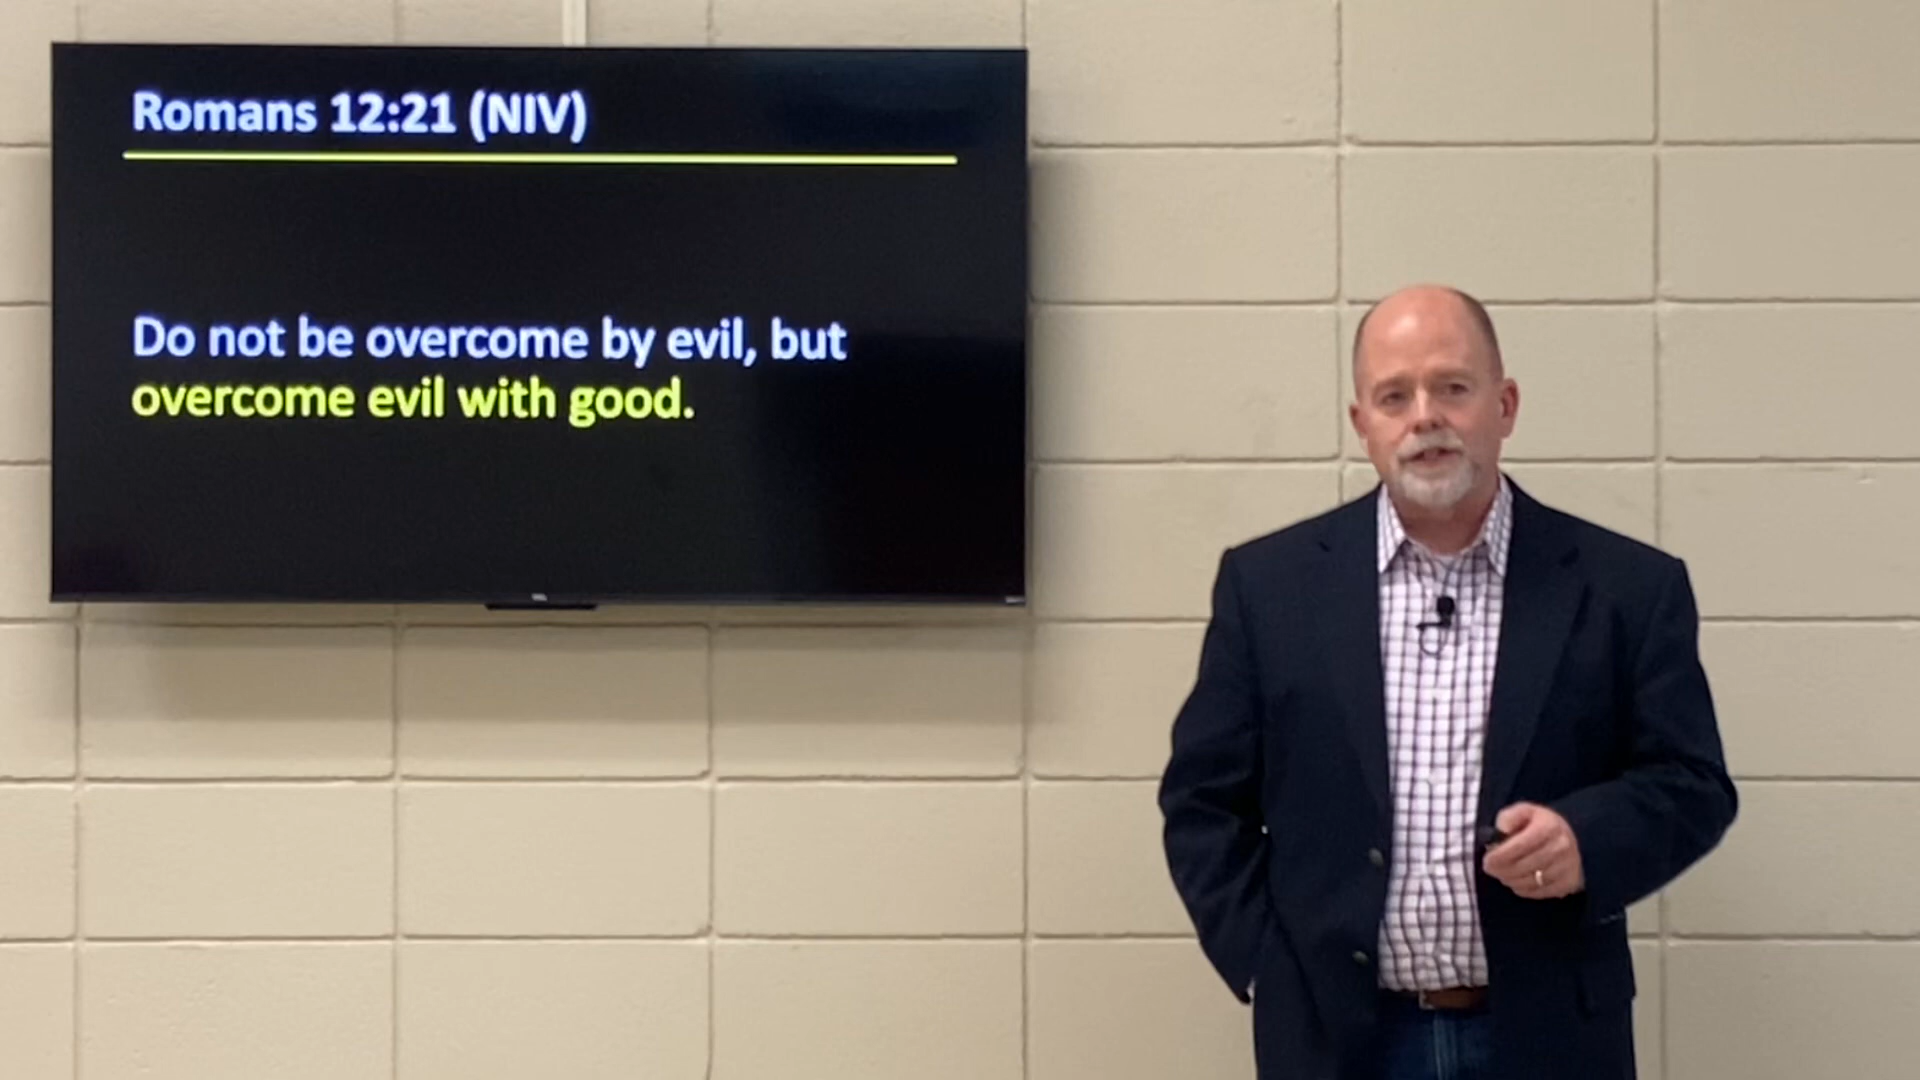 Romans 12:21 (NIV)
Do not be overcome by evil, but
overcome evil with good.